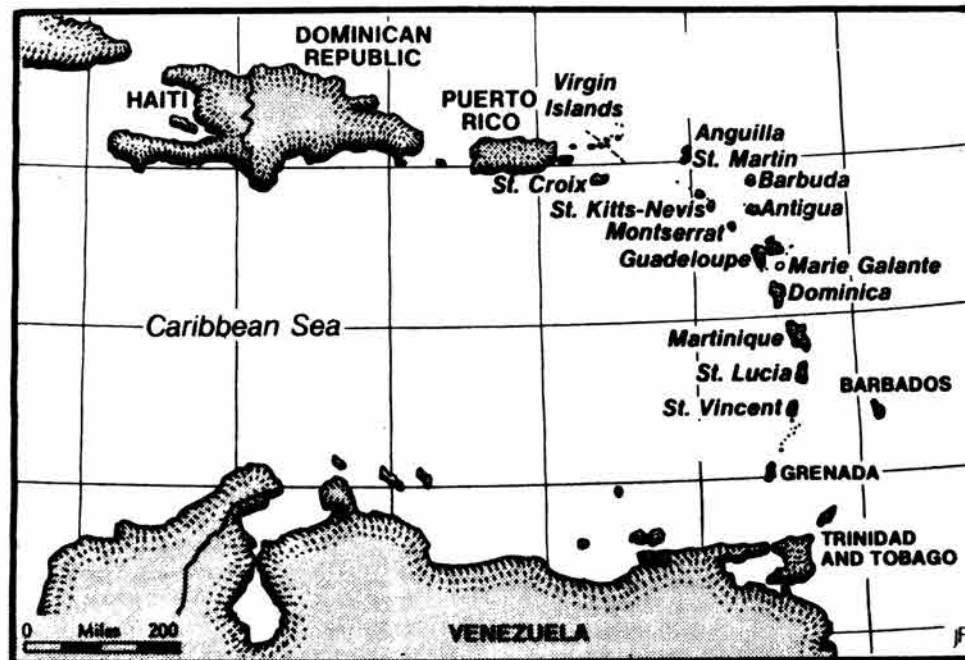 DOMINICAN
REPUBLIC
HAITI
PUERTO
RICO
Virgin
Islands
Anguilla
St. Martin
St. Croix
Barbuda
St. Kitts-Nevis
Antigua
Montserrat
Guadeloupe
Marie Galante
Dominica
Caribbean Sea
Martinique
St. Lucia
BARBADOS
St. Vincent
GRENADA
TRINIDAD
AND TOBAGO
0 Miles 200
VENEZUELA
JF